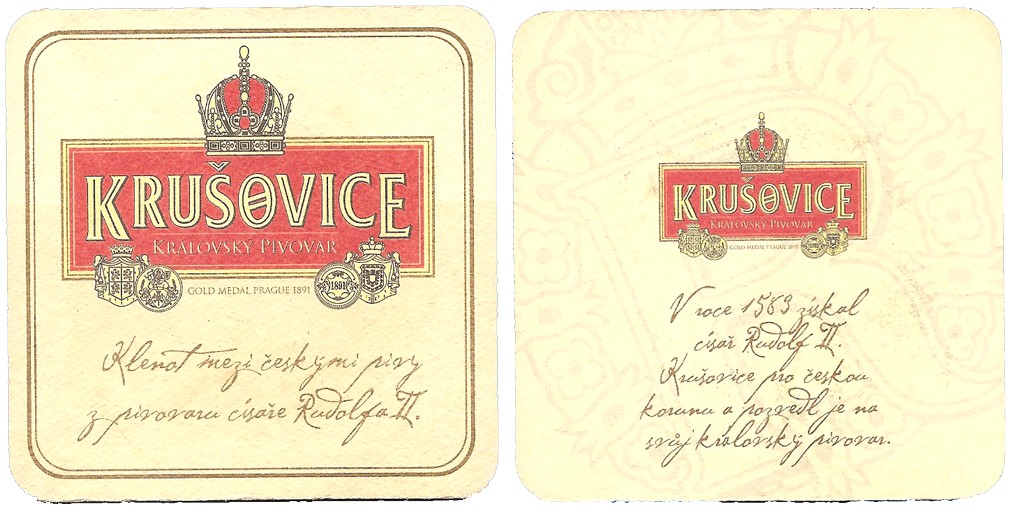 KRUŠOVICE
KRÁLOVSKÝ PIVOVAR
1891
GOLD MEDAL PRAGUE 1891
Klenot mezi českými pivy
z pivovaru císaře Rudolfa II.
KRUŠOVICE
KRÁLOVSKÝ PIVOVAR
GOLD MEDAL PRAGUE 1891
V roce 1583 získal
císař Rudolf II.
Krušovice pro českou
korunu a pozvedl je na
svůj královský pivovar.